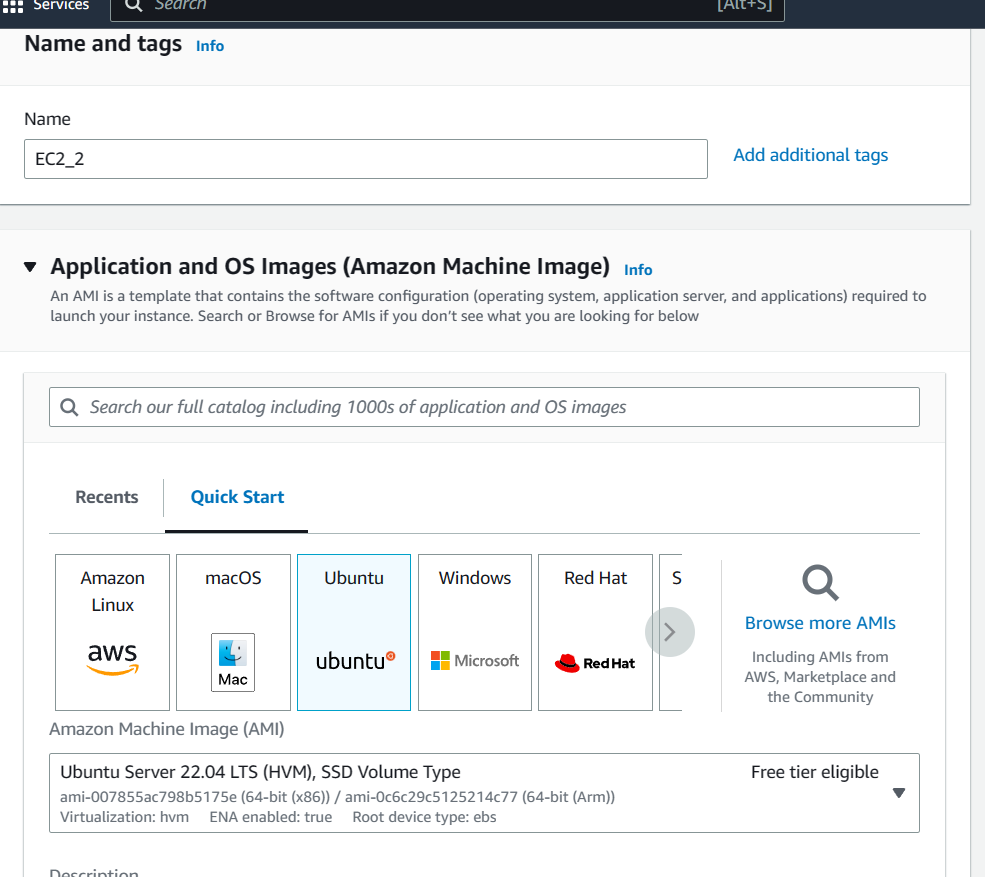 Services
Search
[Alt+S]
Name and tags Info
Name
EC2_2
Add additional tags
Application and OS Images (Amazon Machine Image) Info
An AMI is a template that contains the software configuration (operating system, application server, and applications) required to
launch your instance. Search or Browse for AMIs if you don’t see what you are looking for below
Search our full catalog including 1000s of application and OS images
Recents
Quick Start
Amazon
Linux
aws
macOS
Mac
Ubuntu
ubuntu
Windows
Microsoft
Red Hat
Red Hat
S
Browse more AMIs
Including AMIs from
AWS, Marketplace and
the Community
Amazon Machine Image (AMI)
Ubuntu Server 22.04 LTS (HVM), SSD Volume Type
Free tier eligible
ami-007855ac798b5175e (64-bit (x86)) / ami-0c6c29c5125214c77 (64-bit (Arm))
Virtualization: hvm ENA enabled: true Root device type: ebs
Description